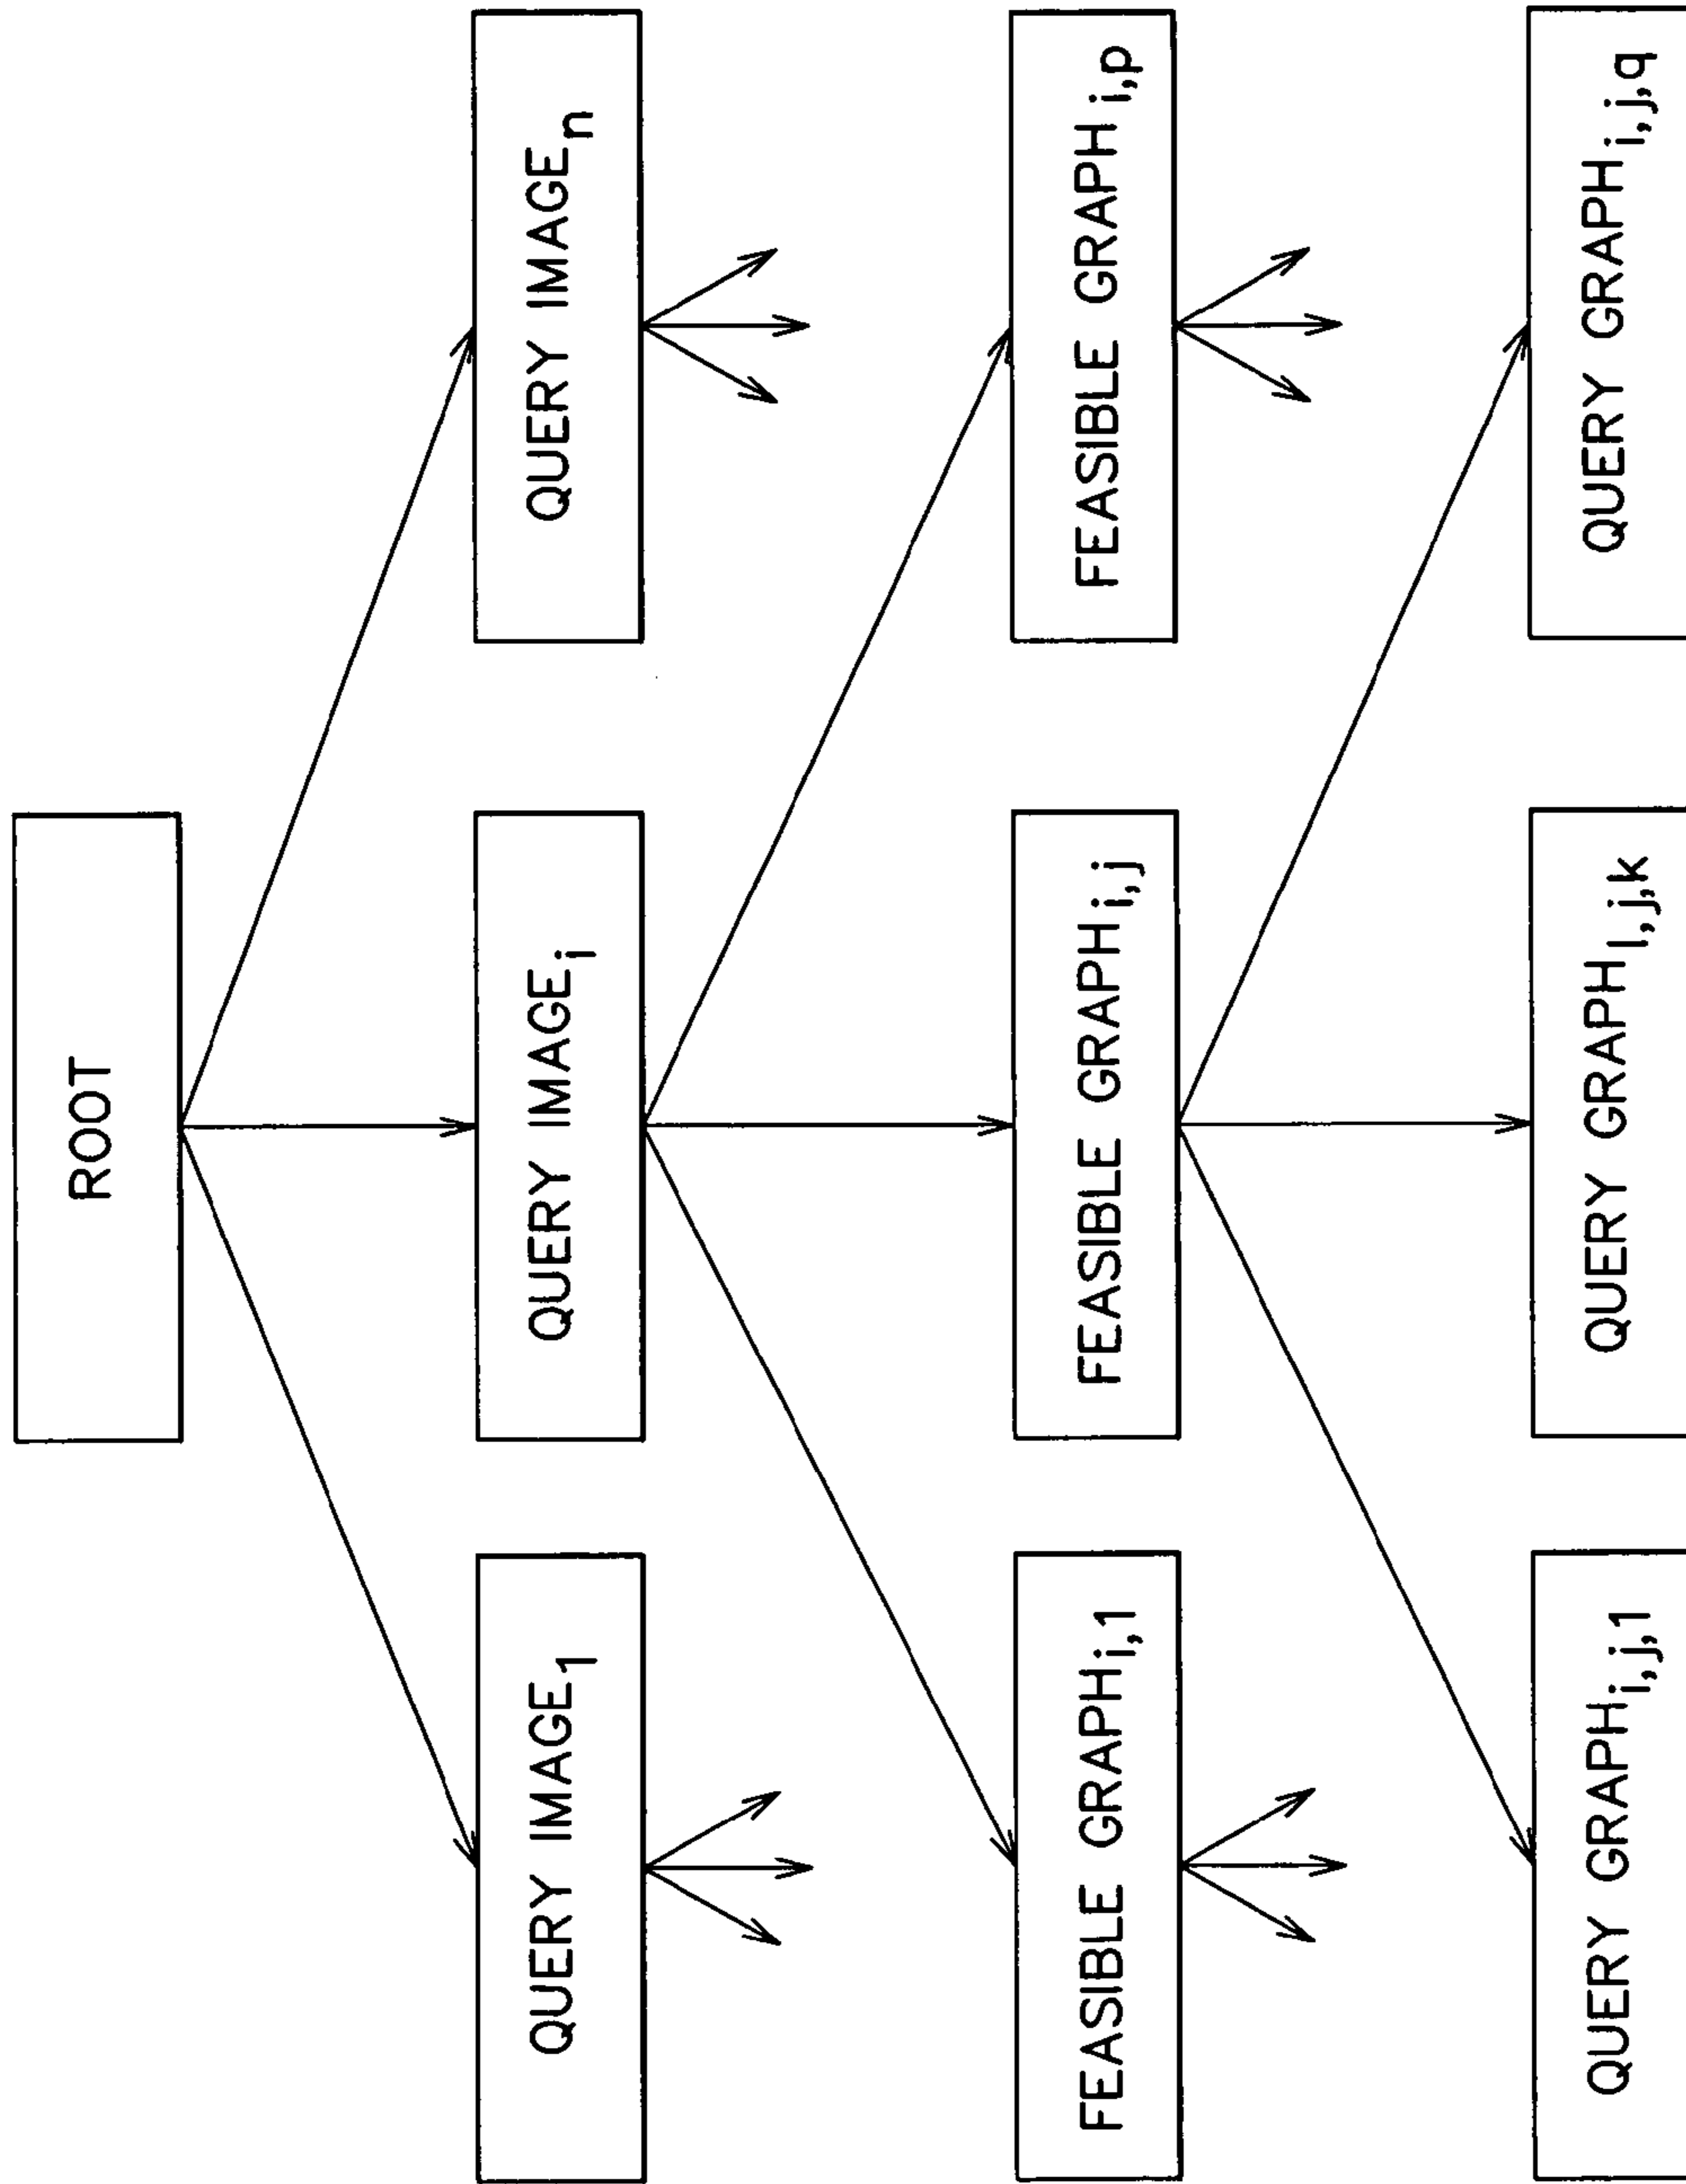 ROOT
QUERY IMAGE₁
QUERY IMAGEᵢ
QUERY IMAGEₙ
FEASIBLE GRAPHᵢ,₁
FEASIBLE GRAPHᵢ,ⱼ
FEASIBLE GRAPHᵢ,ₚ
QUERY GRAPHᵢ,ⱼ,₁
QUERY GRAPHᵢ,ⱼ,ₖ
QUERY GRAPH i,j,q